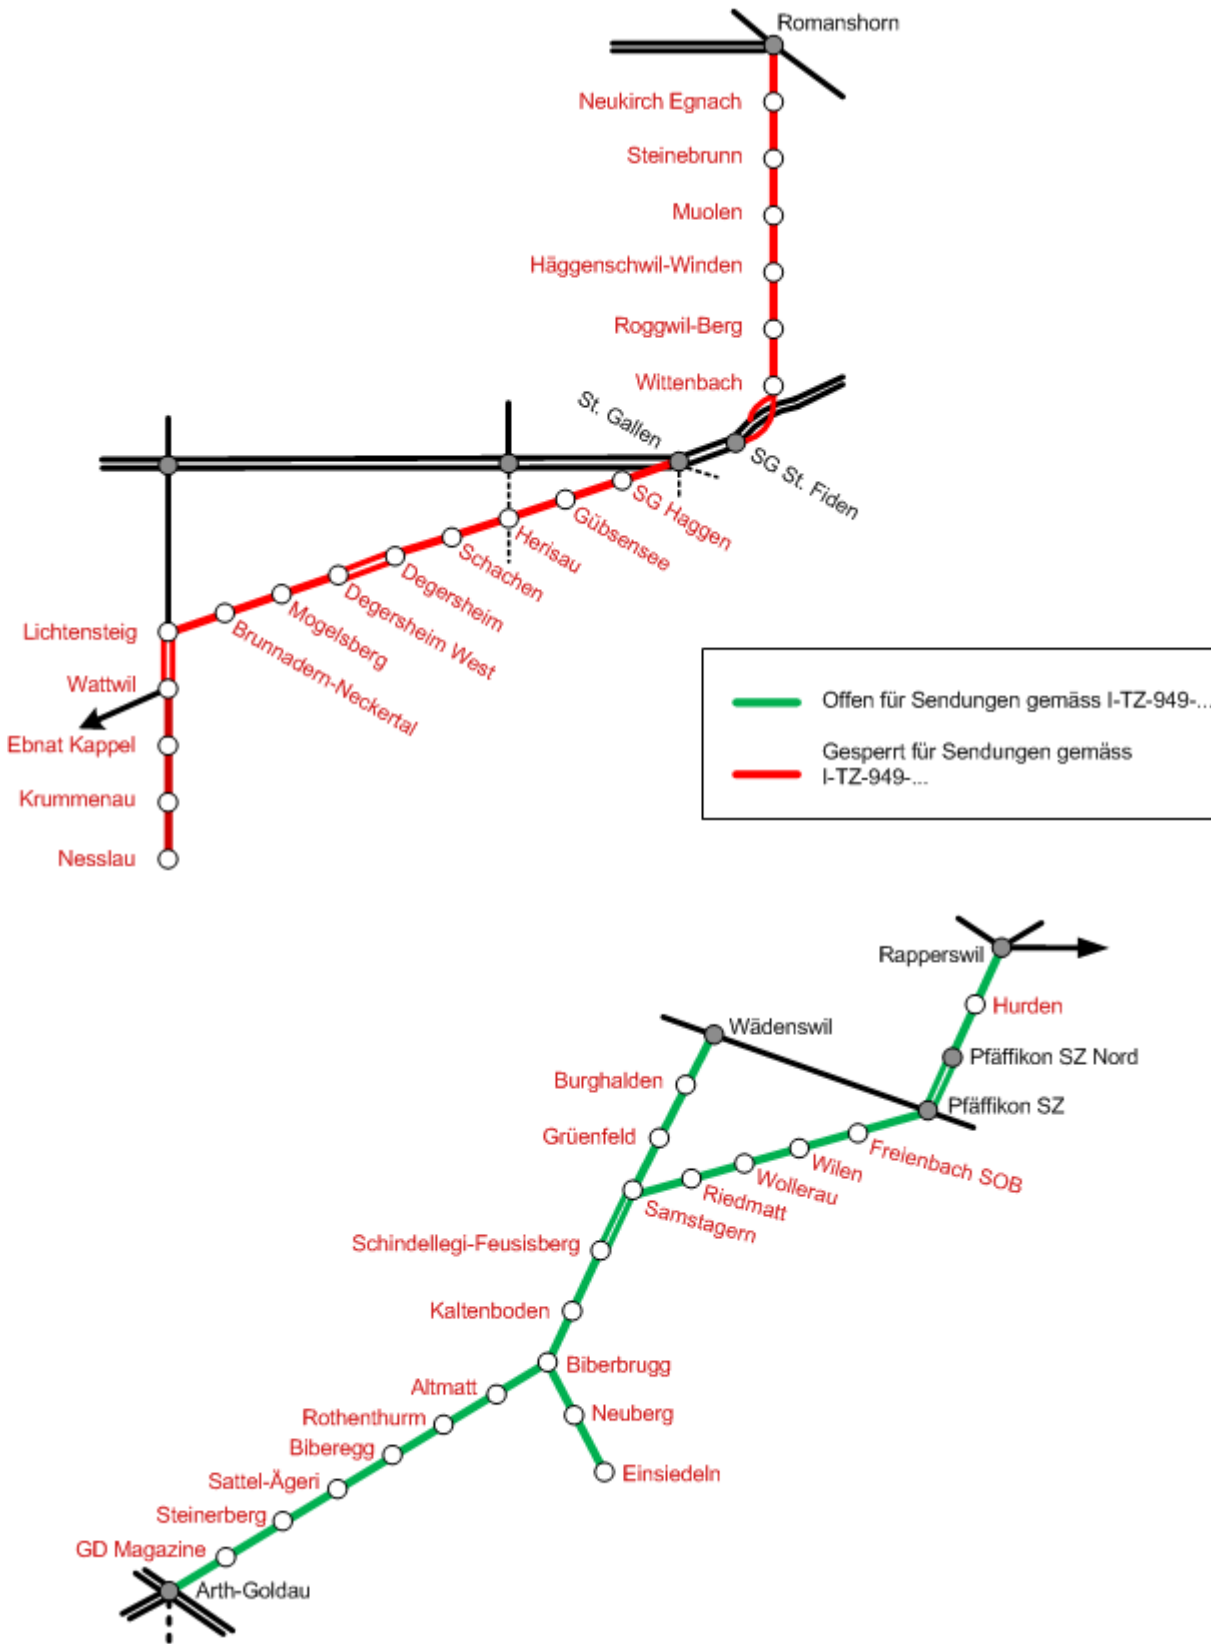 Romanshorn
Neukirch Egnach
Steinebrunn
Muolen
Häggenschwil-Winden
Roggwil-Berg
Wittenbach
St. Gallen
SG St. Fiden
SG Haggen
Gübsensee
Herisau
Schachen
Degersheim
Degersheim West
Mogelsberg
Brunnadern-Neckertal
Lichtensteig
Wattwil
Ebnat Kappel
Krummenau
Nesslau
Offen für Sendungen gemäss I-TZ-949-...
Gesperrt für Sendungen gemäss
I-TZ-949-...
Rapperswil
Hurden
Pfäffikon SZ Nord
Pfäffikon SZ
Wädenswil
Burghalden
Grüenfeld
Freienbach SOB
Wilen
Wollerau
Riedmatt
Samstagern
Schindellegi-Feusisberg
Kaltenboden
Biberbrugg
Altmatt
Neuberg
Rothenthurm
Biberegg
Einsiedeln
Sattel-Ägeri
Steinerberg
GD Magazine
Arth-Goldau